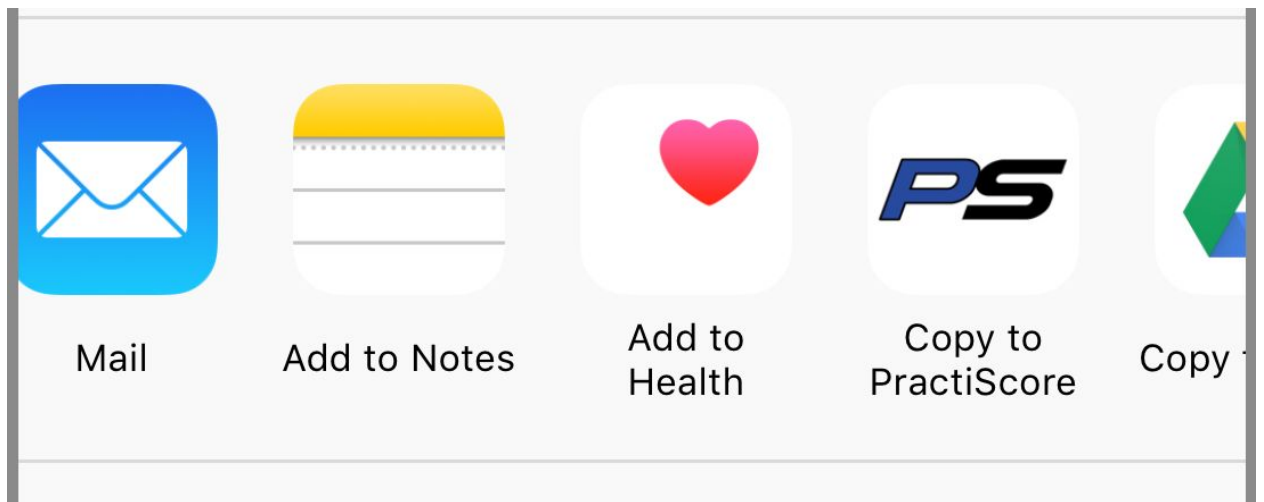 PS
Mail
Add to Notes
Add to
Health
Copy to
PractiScore
Copy